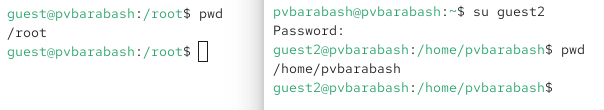 guest@pvbarabash:/root$ pwd
/root
guest@pvbarabash:/root$
pvbarabash@pvbarabash:~$ su guest2
Password:
guest2@pvbarabash:/home/pvbarabash$ pwd
/home/pvbarabash
guest2@pvbarabash:/home/pvbarabash$